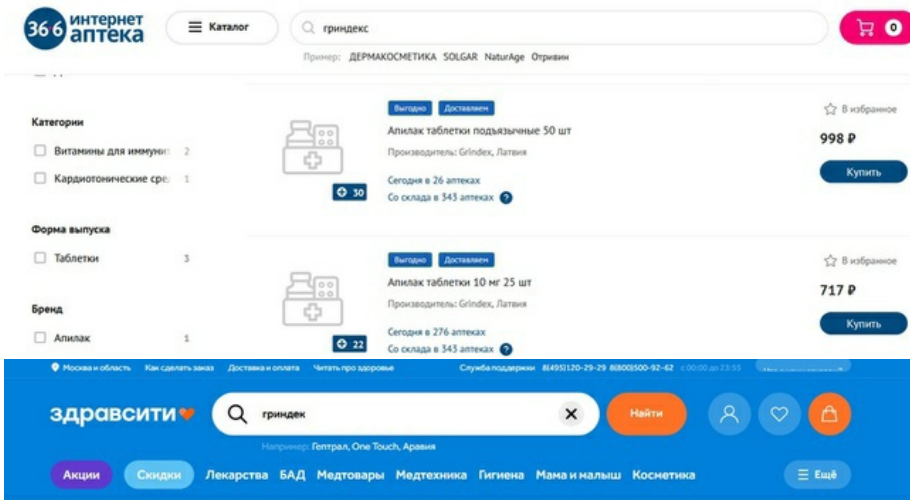 366 интернет аптека
Каталог
гриндекс
0
Пример: ДЕРМАКОСМЕТИКА SOLGAR NaturAge Отривин
Категории
Витамины для иммуни 2
Кардиотонические сре 1
Форма выпуска
Таблетки 3
Бренд
Апилак 1
Выгодно Доставляем
Апилак таблетки подъязычные 50 шт
Производитель: Grindex, Латвия
30
Сегодня в 26 аптеках
Со склада в 343 аптеках ?
В избранное
998 ₽
Купить
Выгодно Доставляем
Апилак таблетки 10 мг 25 шт
Производитель: Grindex, Латвия
22
Сегодня в 276 аптеках
Со склада в 343 аптеках ?
В избранное
717 ₽
Купить
Москва и область Как сделать заказ Доставка и оплата Читать про здоровье Служба поддержки 8(495)120-29-29 8(800)500-92-62 с 00:00 до 23:55
здравсити
гриндек
Найти
Например: Гептрал, One Touch, Аравия
Акции Скидки Лекарства БАД Медтовары Медтехника Гигиена Мама и малыш Косметика Ещё